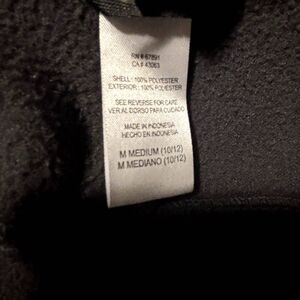 RN # 67891
CA # 43063
SHELL: 100% POLYESTER
EXTERIOR: 100% POLYESTER
SEE REVERSE FOR CARE
VER AL DORSO PARA CUIDADO
MADE IN INDONESIA
HECHO EN INDONESIA
M MEDIUM (10/12)
M MEDIANO (10/12)